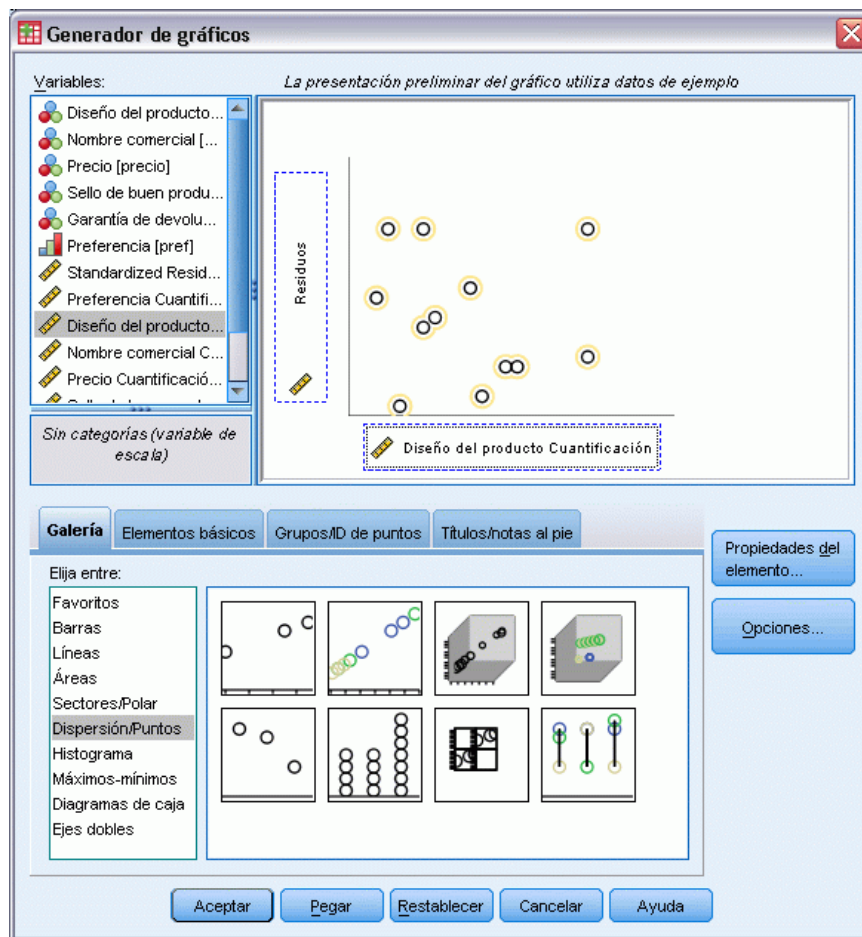 Generador de gráficos
Variables:
La presentación preliminar del gráfico utiliza datos de ejemplo
Diseño del producto...
Nombre comercial [...
Precio [precio]
Sello de buen produ...
Garantía de devolu...
Preferencia [pref]
Standardized Resid...
Preferencia Cuantifi...
Diseño del producto...
Nombre comercial C...
Precio Cuantificació...
Sin categorías (variable de
escala)
Residuos
Diseño del producto Cuantificación
Galería
Elementos básicos
Grupos/ID de puntos
Títulos/notas al pie
Elija entre:
Favoritos
Barras
Líneas
Áreas
Sectores/Polar
Dispersión/Puntos
Histograma
Máximos-mínimos
Diagramas de caja
Ejes dobles
Propiedades del
elemento...
Opciones...
Aceptar
Pegar
Restablecer
Cancelar
Ayuda